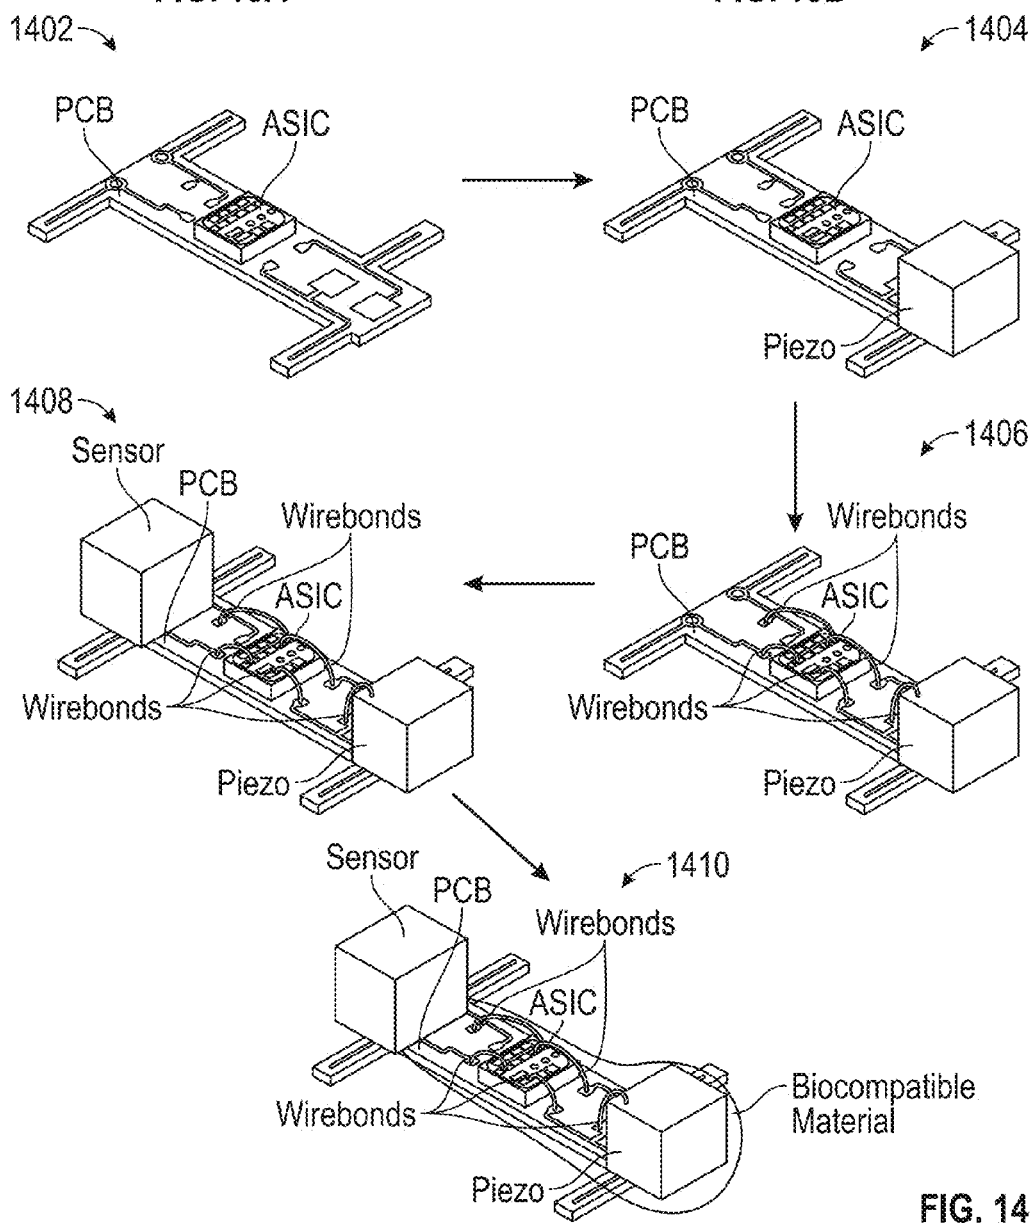 1402
1404
PCB
ASIC
PCB
ASIC
Piezo
1408
Sensor
PCB
Wirebonds
ASIC
Wirebonds
Piezo
1406
Wirebonds
PCB
ASIC
Wirebonds
Piezo
Sensor
1410
PCB
Wirebonds
ASIC
Wirebonds
Biocompatible
Material
Piezo
FIG. 14